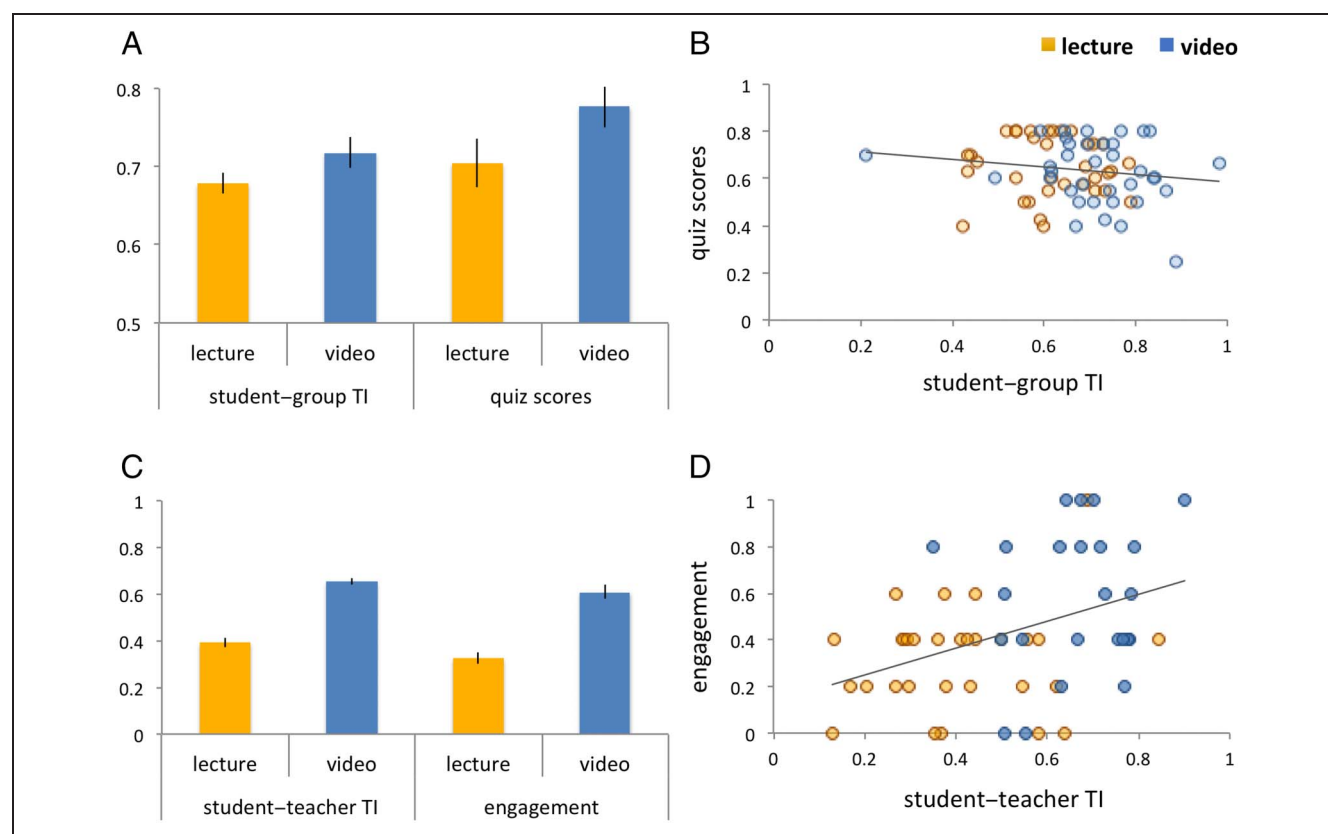 A
0.8
0.7
0.6
0.5
lecture video lecture video
student–group TI quiz scores
B
lecture video
quiz scores
1
0.8
0.6
0.4
0.2
0
0 0.2 0.4 0.6 0.8 1
student–group TI
C
1
0.8
0.6
0.4
0.2
0
lecture video lecture video
student–teacher TI engagement
D
engagement
1
0.8
0.6
0.4
0.2
0
0 0.2 0.4 0.6 0.8 1
student–teacher TI